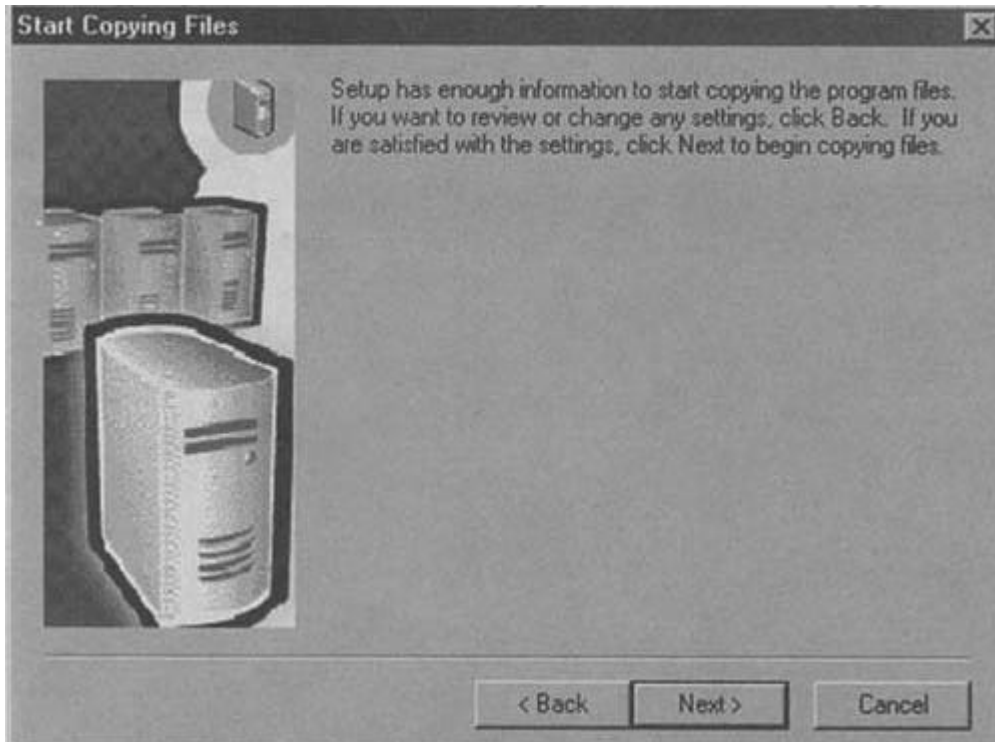 Start Copying Files
Setup has enough information to start copying the program files.
If you want to review or change any settings, click Back. If you
are satisfied with the settings, click Next to begin copying files.
< Back
Next >
Cancel